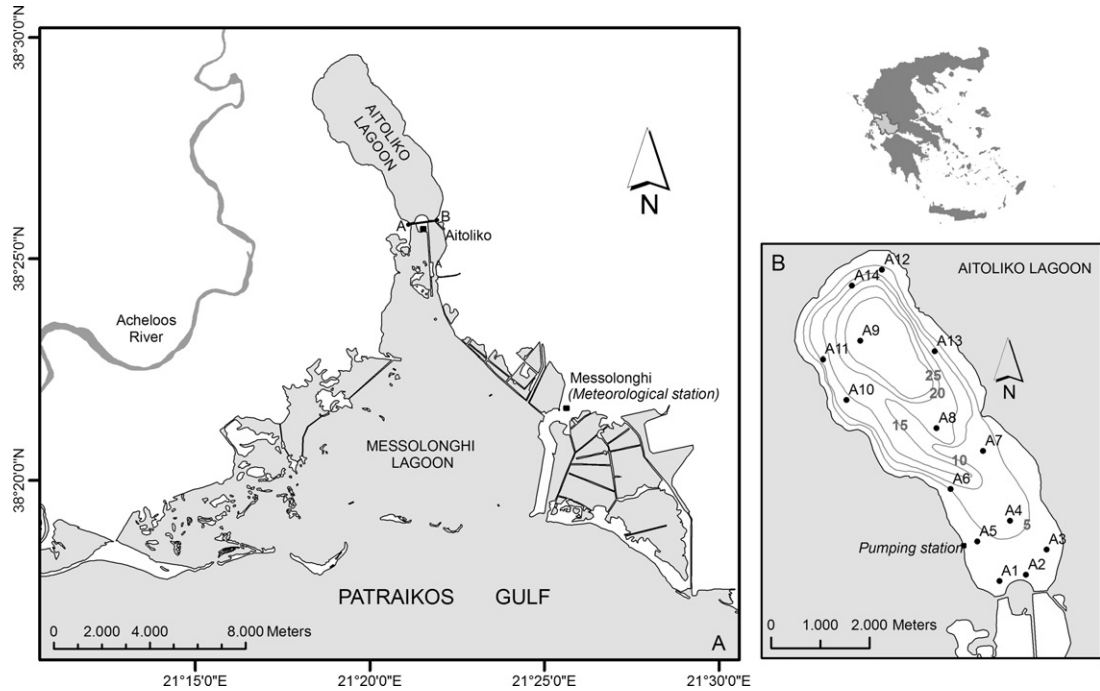 38°30'0"N
38°25'0"N
38°20'0"N
AITOLIKO
LAGOON
A
B
Aitoliko
N
Acheloos
River
Messolonghi
(Meteorological station)
MESSOLONGHI
LAGOON
PATRAIKOS GULF
0 2.000 4.000 8.000 Meters
A
21°15'0"E
21°20'0"E
21°25'0"E
21°30'0"E
B
AITOLIKO LAGOON
A12
A14
A9
A13
A11
25
20
N
A10
15
A8
A7
10
A6
A4
5
A5
A3
Pumping station
A1
A2
0 1.000 2.000 Meters